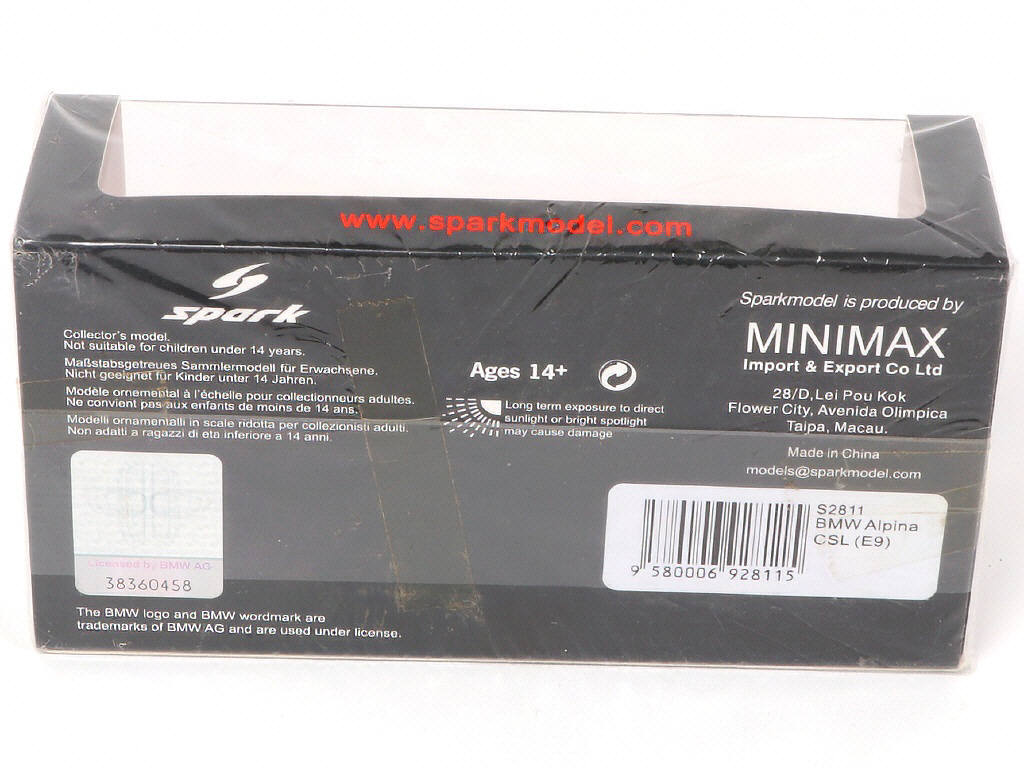 www.sparkmodel.com
spark
Collector's model.
Not suitable for children under 14 years.
Maßstabsgetreues Sammlermodell für Erwachsene.
Nicht geeignet für Kinder unter 14 Jahren.
Modèle ornemental à l'échelle pour collectionneurs adultes.
Ne convient pas aux enfants de moins de 14 ans.
Modelli ornamentalli in scale ridotta per collezionisti adulti.
Non adatti a ragazzi di eta inferiore a 14 anni.
Ages 14+
Long term exposure to direct
sunlight or bright spotlight
may cause damage
Sparkmodel is produced by
MINIMAX
Import & Export Co Ltd
28/D,Lei Pou Kok
Flower City, Avenida Olimpica
Taipa, Macau.
Made in China
models@sparkmodel.com
Licensed by BMW AG
38360458
S2811
BMW Alpina
CSL (E9)
9 580006 928115
The BMW logo and BMW wordmark are
trademarks of BMW AG and are used under license.